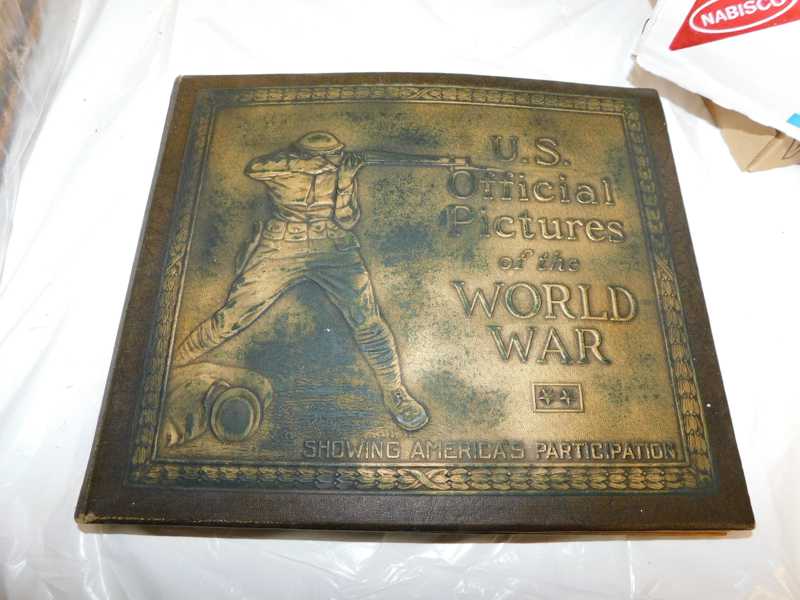 NABISCO
U.S.
Official
Pictures
of the
WORLD
WAR
SHOWING AMERICA'S PARTICIPATION